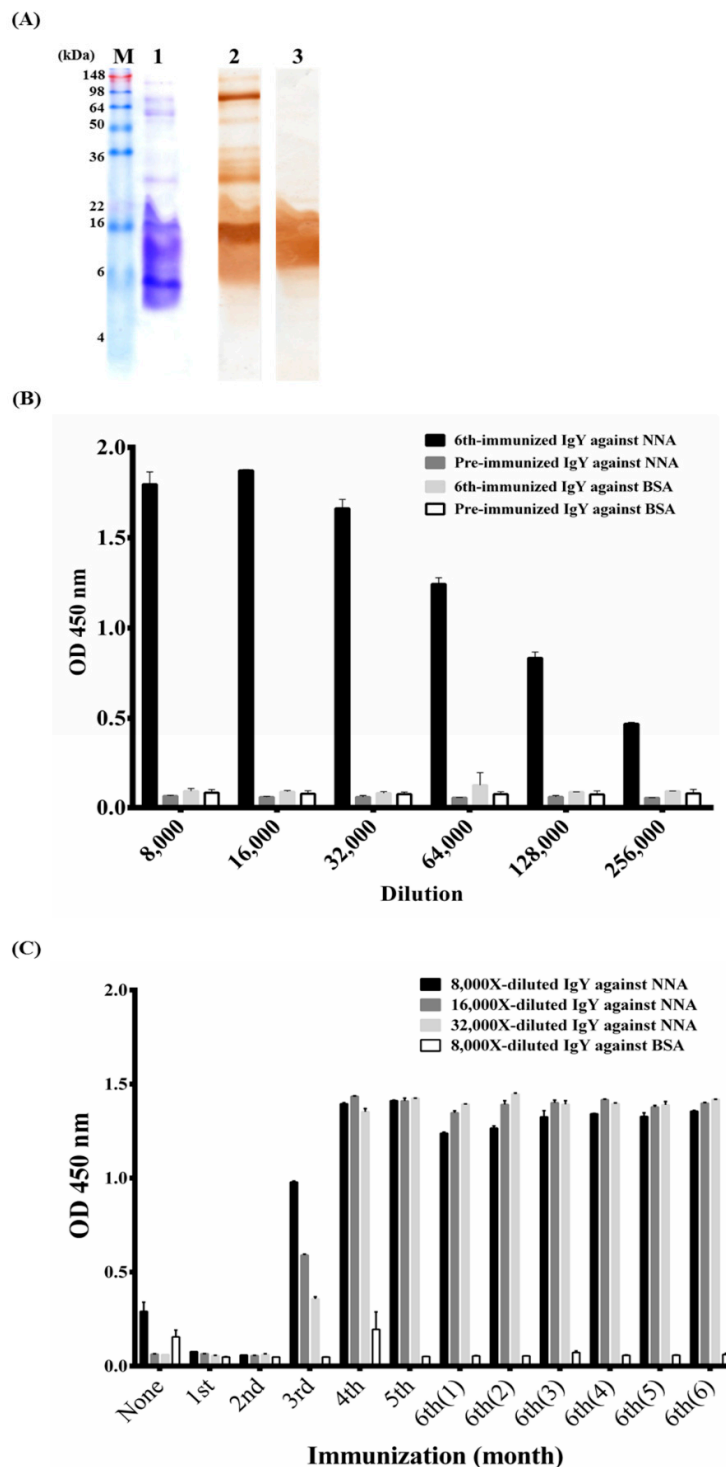 (A)
(kDa) M 1 2 3
148
98
64
50
36
22
16
6
4
(B)
6th-immunized IgY against NNA
Pre-immunized IgY against NNA
6th-immunized IgY against BSA
Pre-immunized IgY against BSA
OD 450 nm
2.0
1.5
1.0
0.5
0.0
8,000 16,000 32,000 64,000 128,000 256,000
Dilution
(C)
8,000X-diluted IgY against NNA
16,000X-diluted IgY against NNA
32,000X-diluted IgY against NNA
8,000X-diluted IgY against BSA
OD 450 nm
2.0
1.5
1.0
0.5
0.0
None 1st 2nd 3rd 4th 5th 6th(1) 6th(2) 6th(3) 6th(4) 6th(5) 6th(6)
Immunization (month)